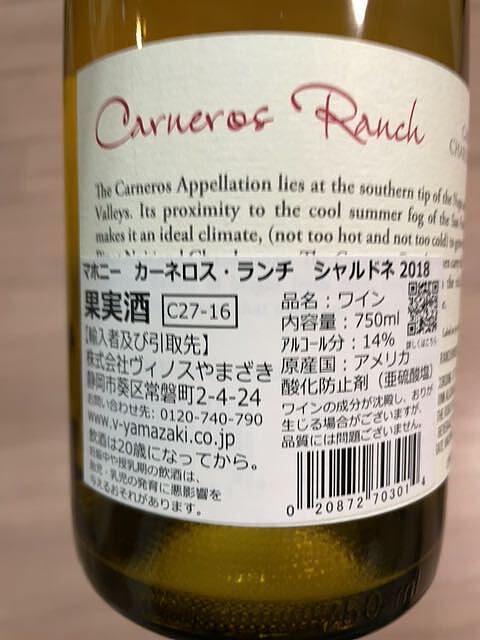 Carneros Ranch
The Carneros Appellation lies at the southern tip of the
Valleys. Its proximity to the cool summer fog of the
makes it an ideal climate, (not too hot and not too cold)
マホニー カーネロス・ランチ シャルドネ 2018
果実酒 C27-16
【輸入者及び引取先】
株式会社ヴィノスやまざき
静岡市葵区常磐町2-4-24
お問い合わせ先:0120-740-790
www.v-yamazaki.co.jp
飲酒は20歳になってから。
妊娠中や授乳期の飲酒は、
胎児・乳児の発育に悪影響を
与えるおそれがあります。
品名:ワイン
内容量:750ml
アルコール分:14%
詳しくはこちら
原産国:アメリカ
酸化防止剤(亜硫酸塩)
ワインの成分が沈殿し、おりが
生じる場合がございますが、
品質には問題ございません。
0 20872 70301 4